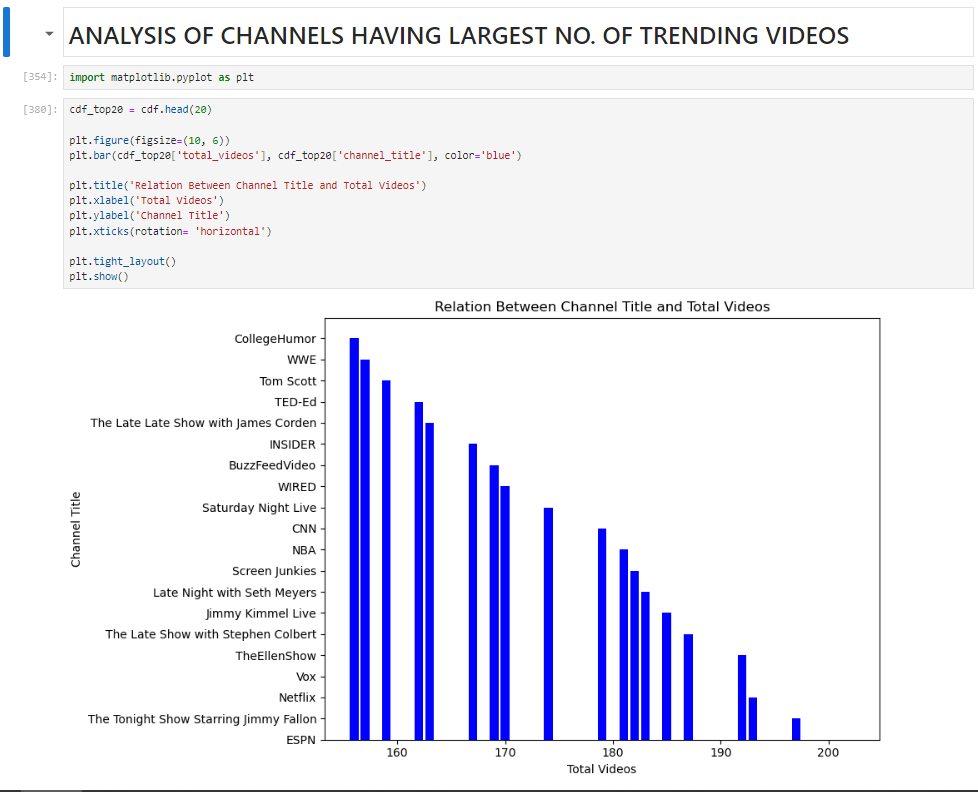 ANALYSIS OF CHANNELS HAVING LARGEST NO. OF TRENDING VIDEOS
[354]: import matplotlib.pyplot as plt
[380]: cdf_top20 = cdf.head(20)
plt.figure(figsize=(10, 6))
plt.bar(cdf_top20['total_videos'], cdf_top20['channel_title'], color='blue')
plt.title('Relation Between Channel Title and Total Videos')
plt.xlabel('Total Videos')
plt.ylabel('Channel Title')
plt.xticks(rotation= 'horizontal')
plt.tight_layout()
plt.show()
Relation Between Channel Title and Total Videos
Channel Title
CollegeHumor
WWE
Tom Scott
TED-Ed
The Late Late Show with James Corden
INSIDER
BuzzFeedVideo
WIRED
Saturday Night Live
CNN
NBA
Screen Junkies
Late Night with Seth Meyers
Jimmy Kimmel Live
The Late Show with Stephen Colbert
TheEllenShow
Vox
Netflix
The Tonight Show Starring Jimmy Fallon
ESPN
160 170 180 190 200
Total Videos